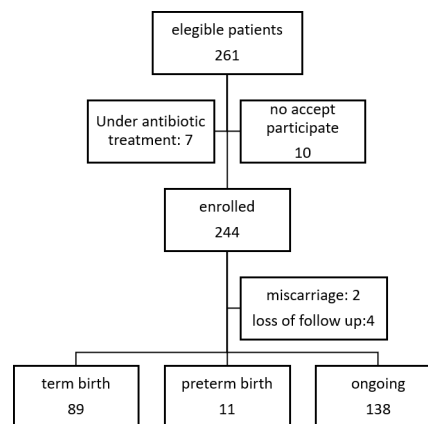 elegible patients
261
Under antibiotic
treatment: 7
no accept
participate
10
enrolled
244
miscarriage: 2
loss of follow up:4
term birth
89
preterm birth
11
ongoing
138